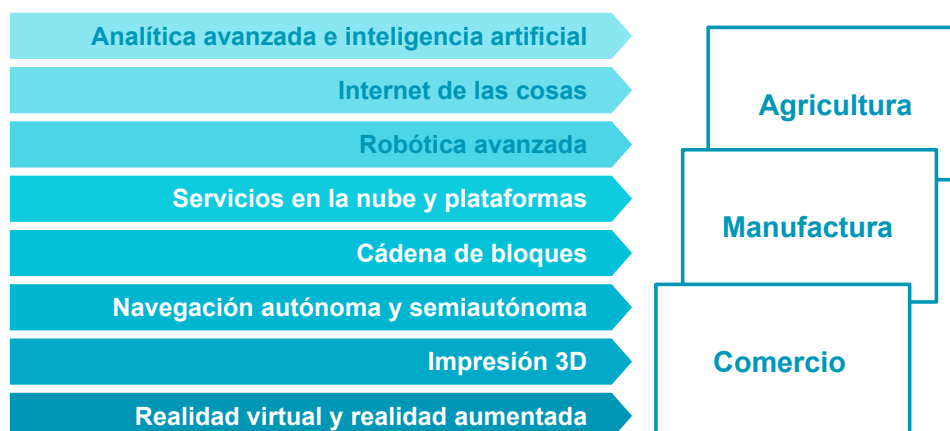 Analítica avanzada e inteligencia artificial
Internet de las cosas
Robótica avanzada
Servicios en la nube y plataformas
Cádena de bloques
Navegación autónoma y semiautónoma
Impresión 3D
Realidad virtual y realidad aumentada
Agricultura
Manufactura
Comercio